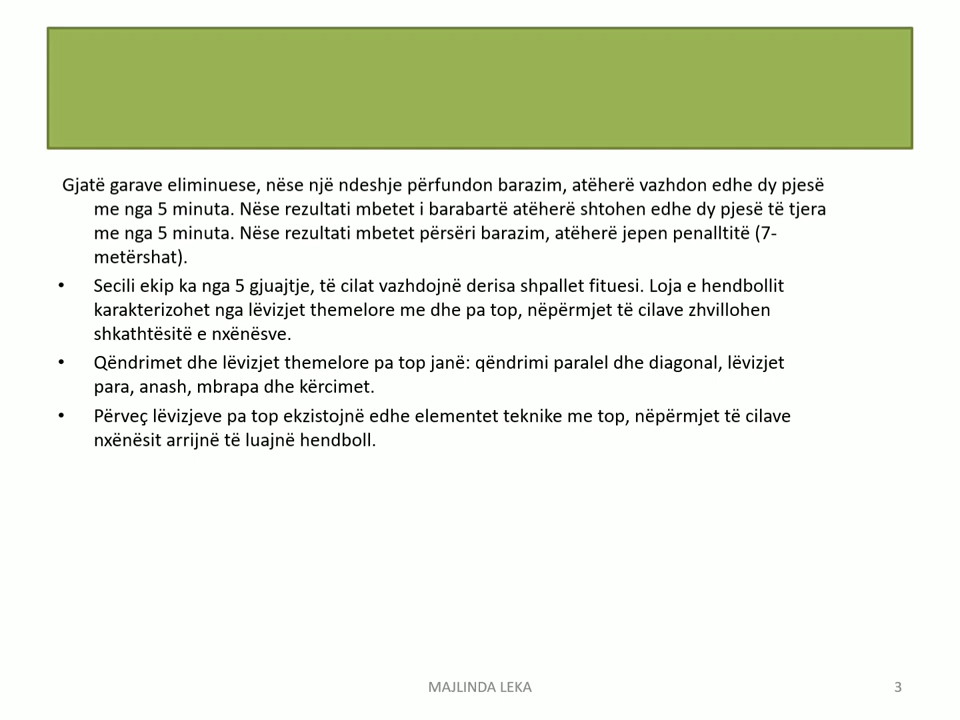 Gjatë garave eliminuese, nëse një ndeshje përfundon barazim, atëherë vazhdon edhe dy pjesë
me nga 5 minuta. Nëse rezultati mbetet i barabartë atëherë shtohen edhe dy pjesë të tjera
me nga 5 minuta. Nëse rezultati mbetet përsëri barazim, atëherë jepen penalltitë (7-
metërshat).
• Secili ekip ka nga 5 gjuajtje, të cilat vazhdojnë derisa shpallet fituesi. Loja e hendbollit
karakterizohet nga lëvizjet themelore me dhe pa top, nëpërmjet të cilave zhvillohen
shkathtësitë e nxënësve.
• Qëndrimet dhe lëvizjet themelore pa top janë: qëndrimi paralel dhe diagonal, lëvizjet
para, anash, mbrapa dhe kërcimet.
• Përveç lëvizjeve pa top ekzistojnë edhe elementet teknike me top, nëpërmjet të cilave
nxënësit arrijnë të luajnë hendboll.
MAJLINDA LEKA
3